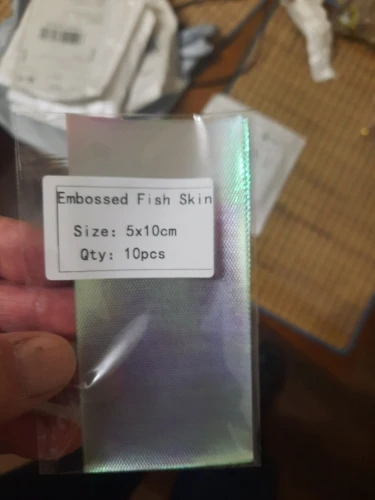 Embossed Fish Skin
Size: 5x10cm
Qty: 10pcs